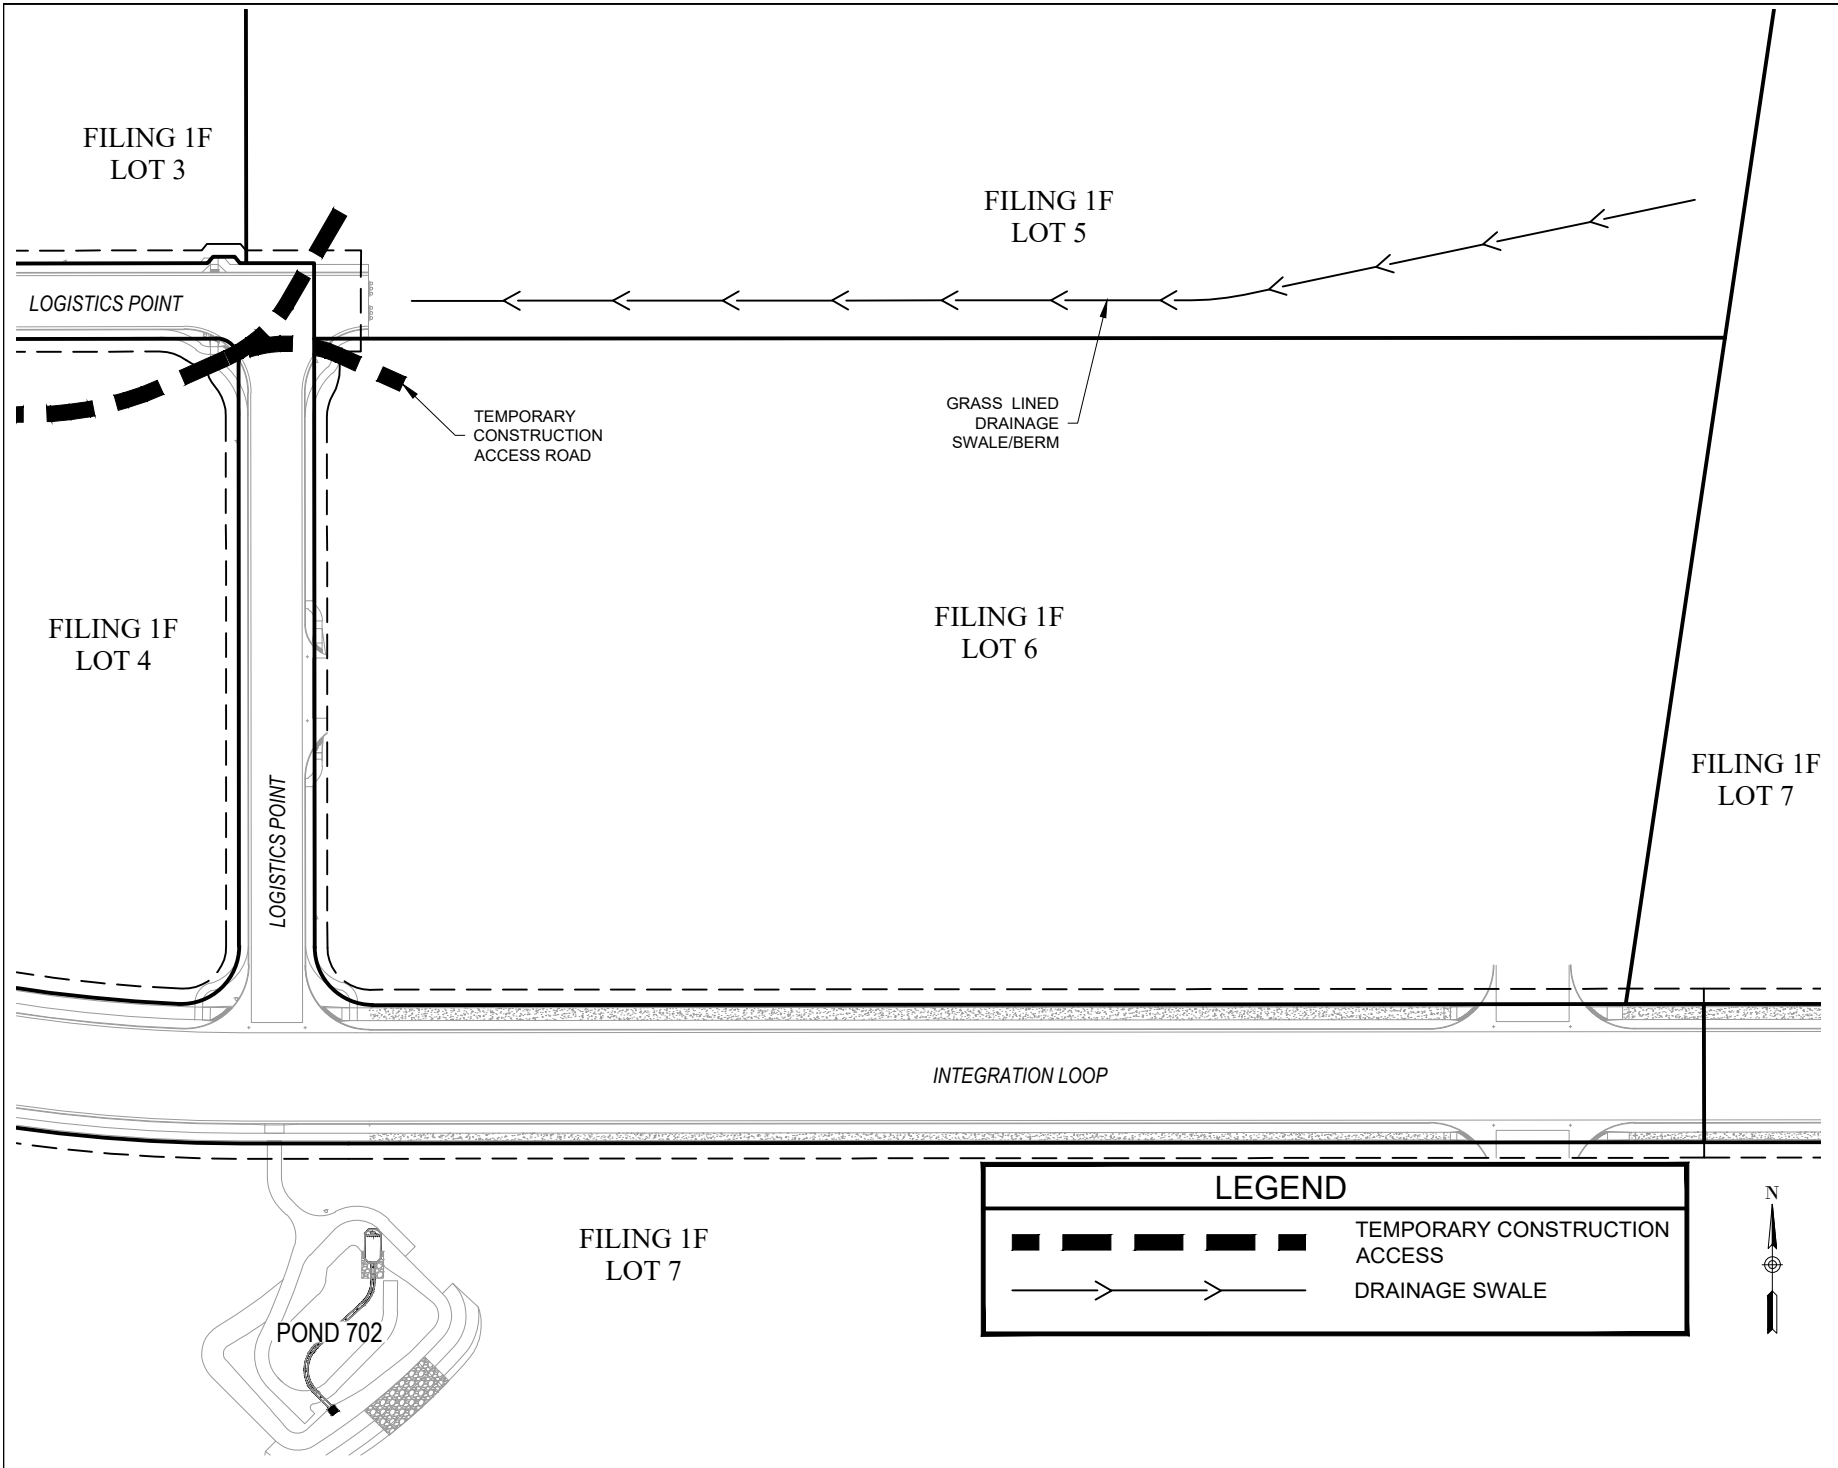 FILING 1F
LOT 3
FILING 1F
LOT 5
LOGISTICS POINT
TEMPORARY
CONSTRUCTION
ACCESS ROAD
GRASS LINED
DRAINAGE
SWALE/BERM
FILING 1F
LOT 4
FILING 1F
LOT 6
LOGISTICS POINT
FILING 1F
LOT 7
INTEGRATION LOOP
FILING 1F
LOT 7
POND 702
LEGEND
TEMPORARY CONSTRUCTION
ACCESS
DRAINAGE SWALE
N